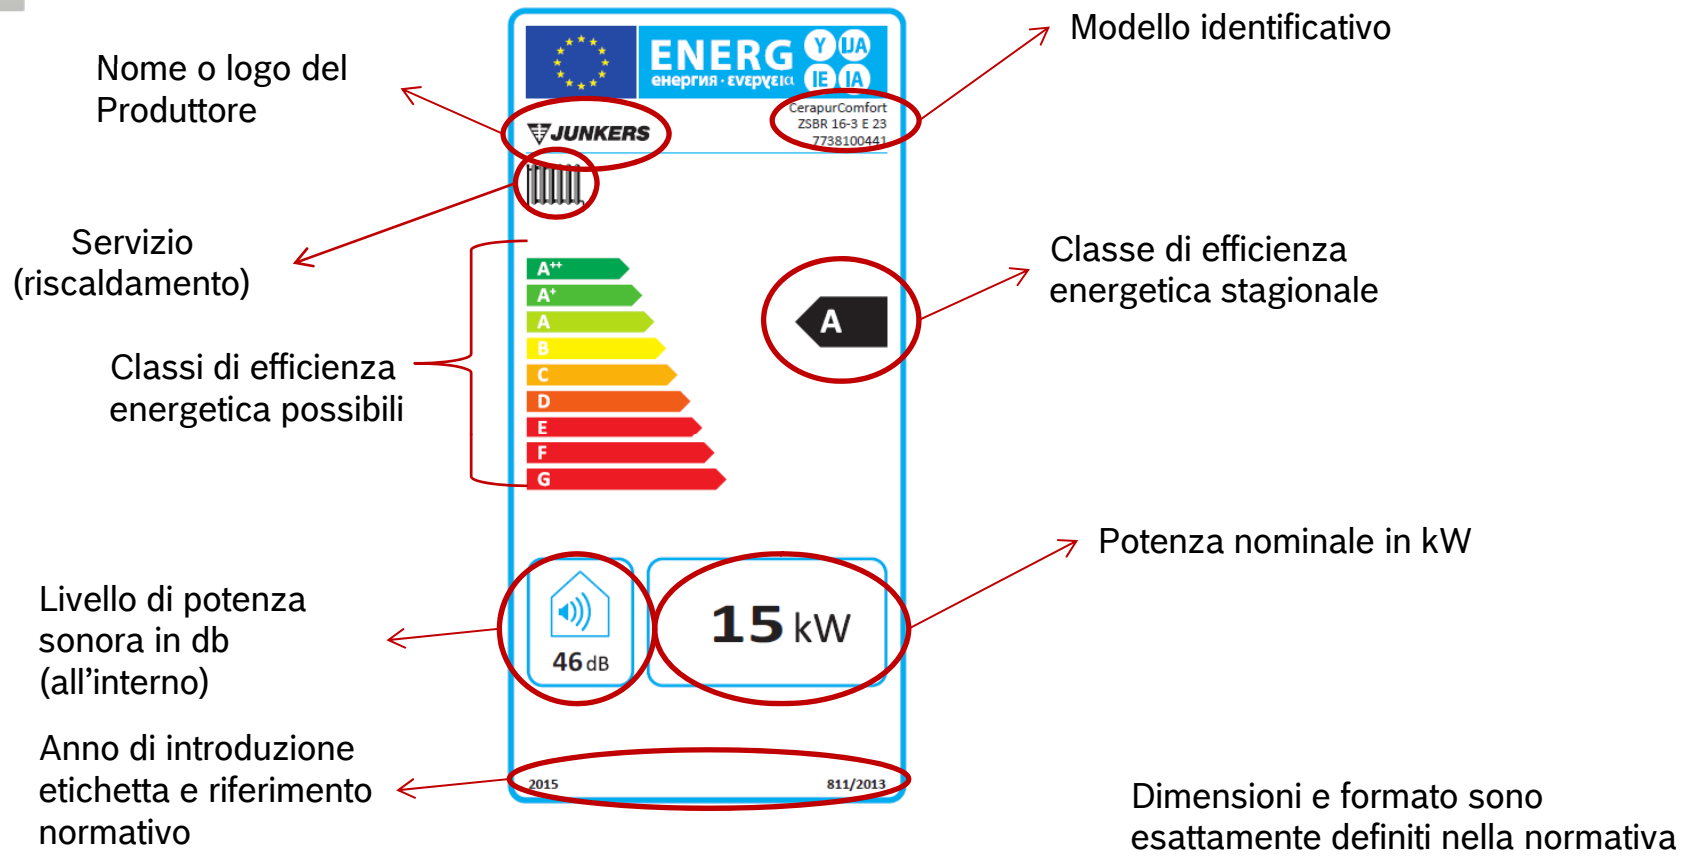 Modello identificativo
Nome o logo del
Produttore
ENERG
Y IJA
IE IA
енергия · ενεργεια
CerapurComfort
ZSBR 16-3 E 23
7738100441
JUNKERS
Servizio
(riscaldamento)
Classe di efficienza
energetica stagionale
A++
A+
A
B
C
D
E
F
G
A
Classi di efficienza
energetica possibili
Potenza nominale in kW
Livello di potenza
sonora in db
(all'interno)
46 dB
15 kW
Anno di introduzione
etichetta e riferimento
normativo
2015
811/2013
Dimensioni e formato sono
esattamente definiti nella normativa